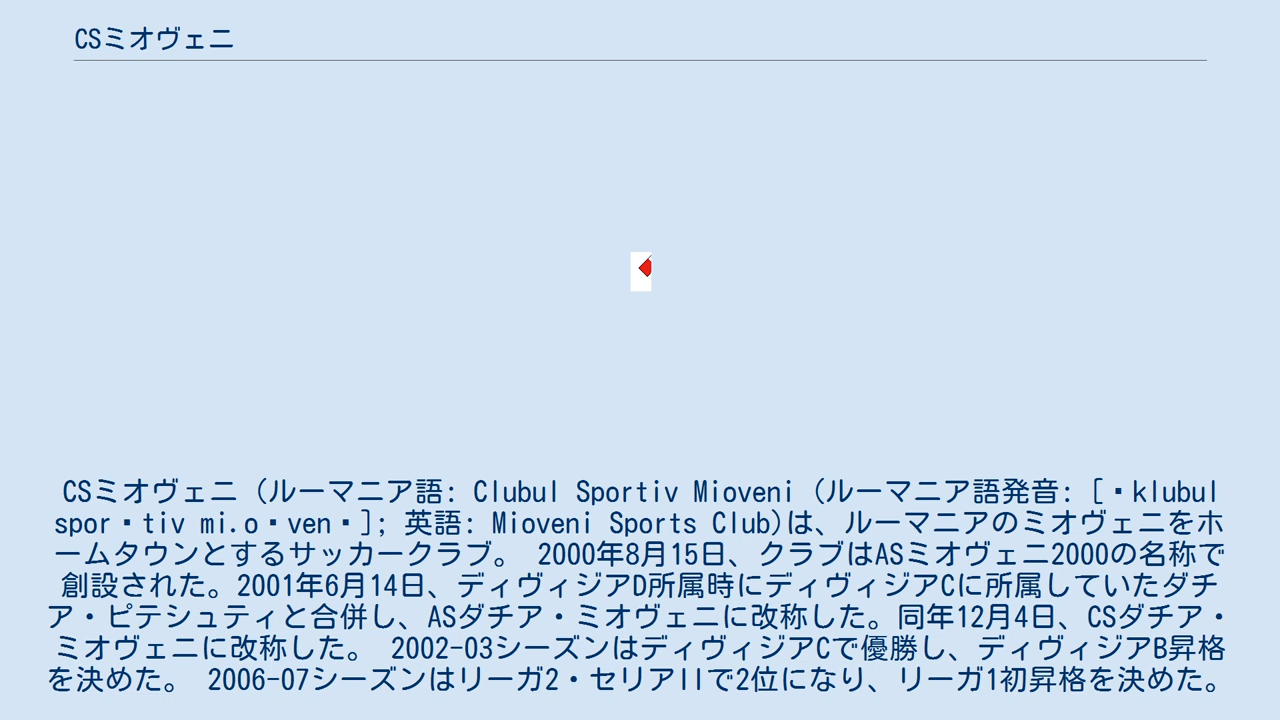 CSミオヴェニ
CSミオヴェニ (ルーマニア語: Clubul Sportiv Mioveni (ルーマニア語発音: [▪klubul
spor▪tiv mi.o▪ven▪]; 英語: Mioveni Sports Club)は、ルーマニアのミオヴェニをホ
ームタウンとするサッカークラブ。 2000年8月15日、クラブはASミオヴェニ2000の名称で
創設された。2001年6月14日、ディヴィジアD所属時にディヴィジアCに所属していたダチ
ア・ピテシュティと合併し、ASダチア・ミオヴェニに改称した。同年12月4日、CSダチア・
ミオヴェニに改称した。 2002-03シーズンはディヴィジアCで優勝し、ディヴィジアB昇格
を決めた。 2006-07シーズンはリーガ2・セリアIIで2位になり、リーガ1初昇格を決めた。